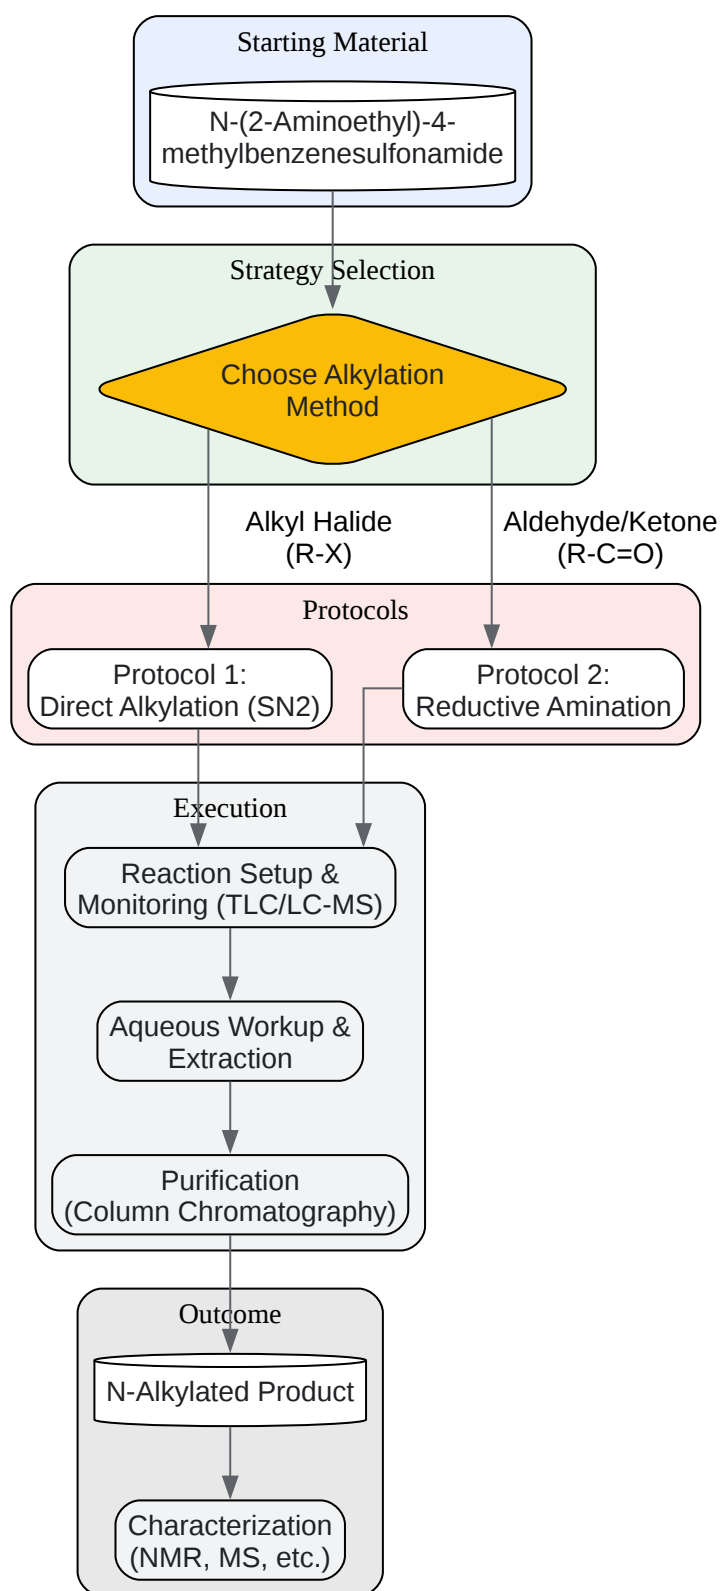 Starting Material
N-(2-Aminoethyl)-4-
methylbenzenesulfonamide
Strategy Selection
Choose Alkylation
Method
Alkyl Halide
(R-X)
Aldehyde/Ketone
(R-C=O)
Protocols
Protocol 1:
Direct Alkylation (SN2)
Protocol 2:
Reductive Amination
Execution
Reaction Setup &
Monitoring (TLC/LC-MS)
Aqueous Workup &
Extraction
Purification
(Column Chromatography)
Outcome
N-Alkylated Product
Characterization
(NMR, MS, etc.)